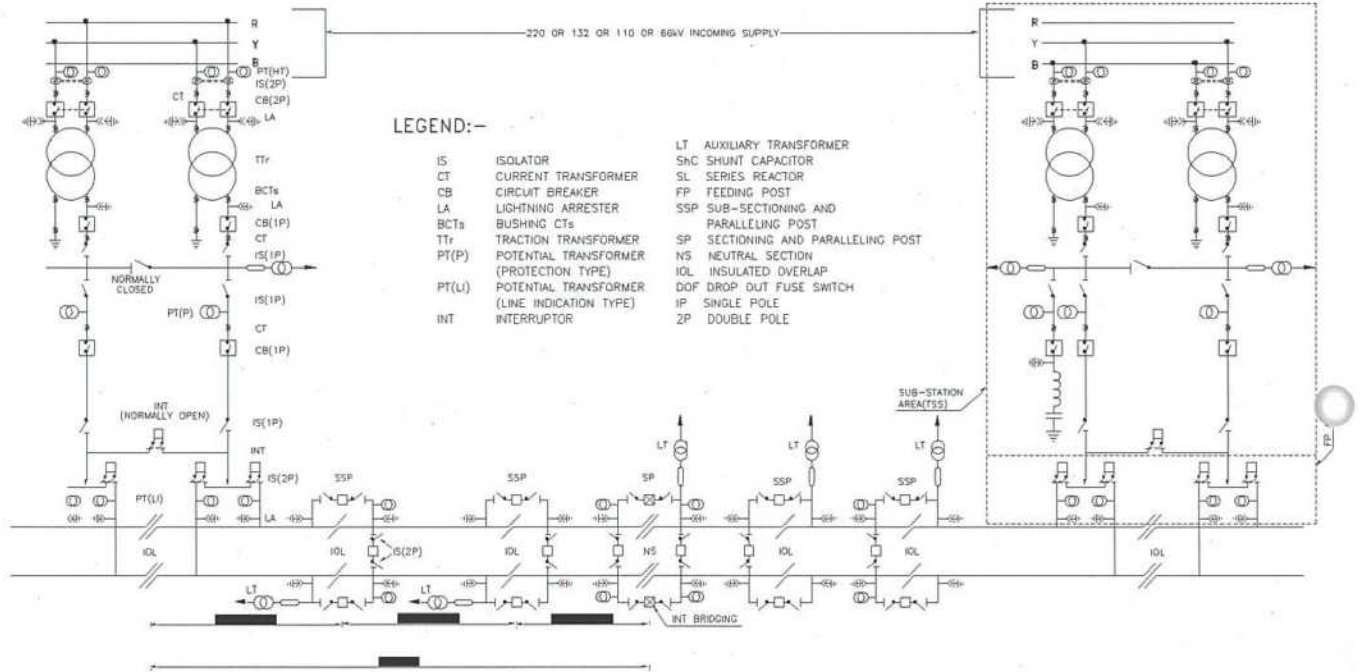 R
Y
B
220 OR 132 OR 110 OR 66kV INCOMING SUPPLY
R
Y
B
PT(HT)
IS(2P)
CT
CB(2P)
LA
TTr
BCTs
LA
CB(1P)
CT
IS(1P)
NORMALLY
CLOSED
IS(1P)
PT(P)
CT
CB(1P)
INT
(NORMALLY OPEN)
IS(1P)
INT
IS(2P)
PT(LI)
LA
LEGEND:-
IS ISOLATOR
CT CURRENT TRANSFORMER
CB CIRCUIT BREAKER
LA LIGHTNING ARRESTER
BCTs BUSHING CTs
TTr TRACTION TRANSFORMER
PT(P) POTENTIAL TRANSFORMER
(PROTECTION TYPE)
PT(LI) POTENTIAL TRANSFORMER
(LINE INDICATION TYPE)
INT INTERRUPTOR
LT AUXILIARY TRANSFORMER
ShC SHUNT CAPACITOR
SL SERIES REACTOR
FP FEEDING POST
SSP SUB-SECTIONING AND
PARALLELING POST
SP SECTIONING AND PARALLELING POST
NS NEUTRAL SECTION
IOL INSULATED OVERLAP
DOF DROP OUT FUSE SWITCH
IP SINGLE POLE
2P DOUBLE POLE
SUB-STATION
AREA(TSS)
FP
LT
LT
LT
SSP
SSP
SP
SSP
SSP
IOL
IOL
IS(2P)
IOL
NS
IOL
IOL
IOL
LT
LT
INT BRIDGING